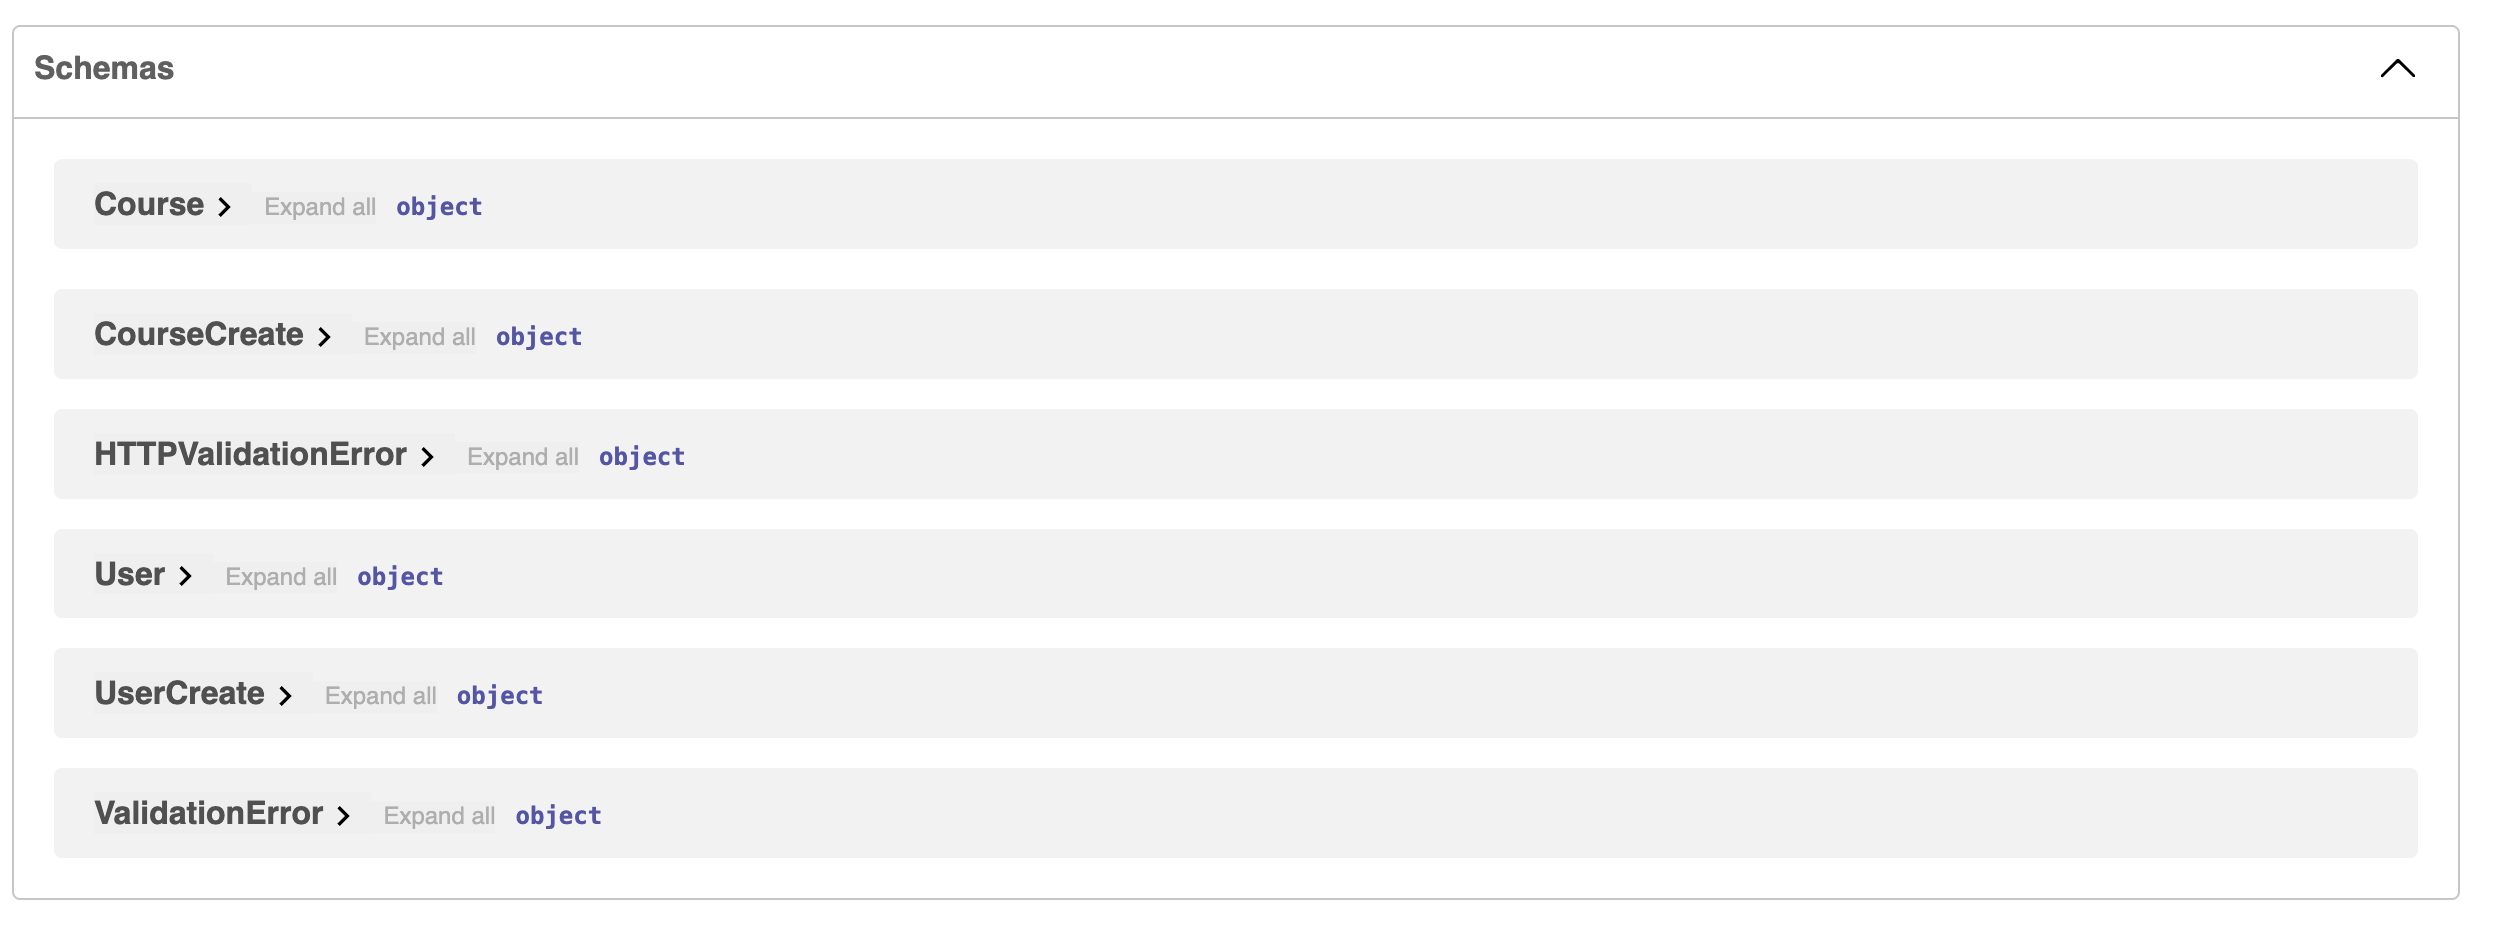 Schemas
Course Expand all object
CourseCreate Expand all object
HTTPValidationError Expand all object
User Expand all object
UserCreate Expand all object
ValidationError Expand all object